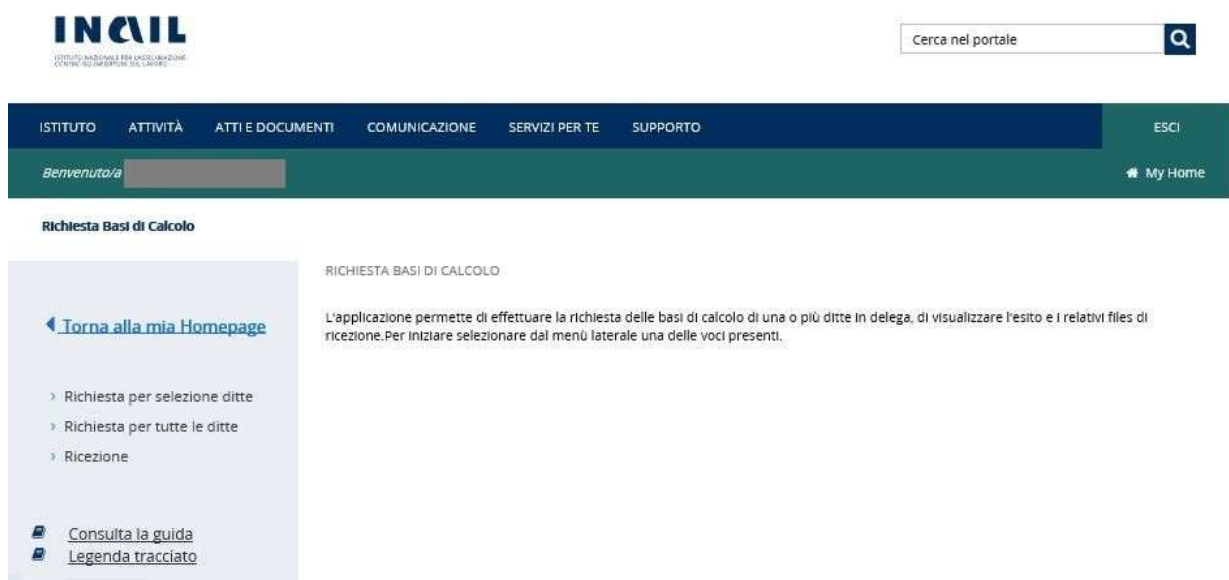 INAIL
ISTITUTO NAZIONALE PER L'ASSICURAZIONE
CONTRO GLI INFORTUNI SUL LAVORO
Cerca nel portale
ISTITUTO ATTIVITÀ ATTI E DOCUMENTI COMUNICAZIONE SERVIZI PER TE SUPPORTO ESCI
Benvenuto/a My Home
Richiesta Basi di Calcolo
RICHIESTA BASI DI CALCOLO
L'applicazione permette di effettuare la richiesta delle basi di calcolo di una o più ditte in delega, di visualizzare l'esito e i relativi files di
ricezione.Per iniziare selezionare dal menù laterale una delle voci presenti.
Torna alla mia Homepage
Richiesta per selezione ditte
Richiesta per tutte le ditte
Ricezione
Consulta la guida
Legenda tracciato